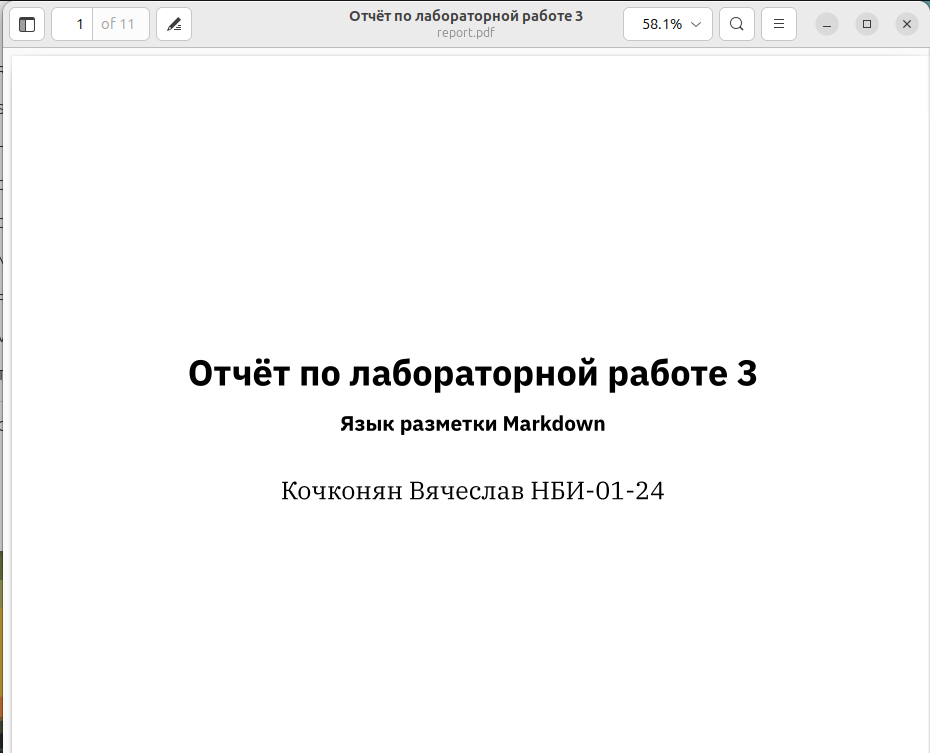 Отчёт по лабораторной работе 3
report.pdf
1 of 11
58.1%
Отчёт по лабораторной работе 3
Язык разметки Markdown
Кочконян Вячеслав НБИ-01-24